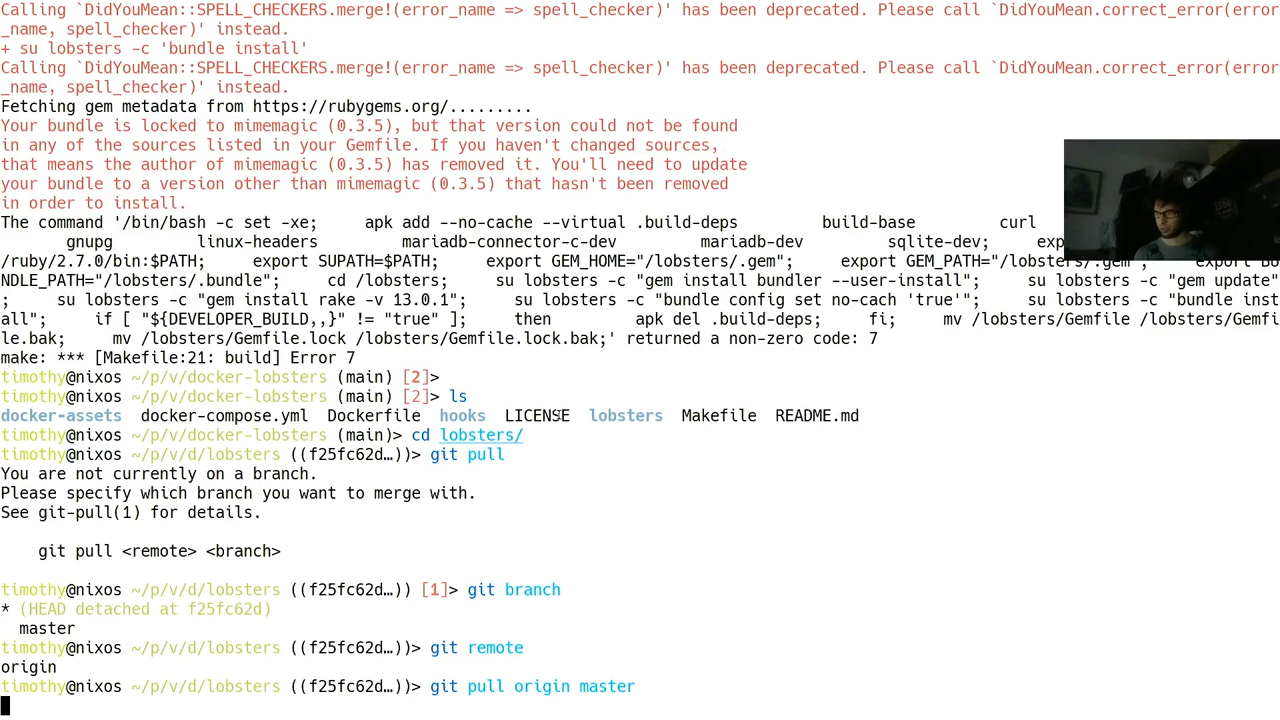 Calling `DidYouMean::SPELL_CHECKERS.merge!(error_name => spell_checker)' has been deprecated. Please call `DidYouMean.correct_error(error
_name, spell_checker)' instead.
+ su lobsters -c 'bundle install'
Calling `DidYouMean::SPELL_CHECKERS.merge!(error_name => spell_checker)' has been deprecated. Please call `DidYouMean.correct_error(error
_name, spell_checker)' instead.
Fetching gem metadata from https://rubygems.org/.........
Your bundle is locked to mimemagic (0.3.5), but that version could not be found
in any of the sources listed in your Gemfile. If you haven't changed sources,
that means the author of mimemagic (0.3.5) has removed it. You'll need to update
your bundle to a version other than mimemagic (0.3.5) that hasn't been removed
in order to install.
The command '/bin/bash -c set -xe;     apk add --no-cache --virtual .build-deps         build-base         curl
       gnupg         linux-headers         mariadb-connector-c-dev         mariadb-dev         sqlite-dev;
/ruby/2.7.0/bin:$PATH;     export SUPATH=$PATH;     export GEM_HOME="/lobsters/.gem";     export GEM_PATH="/lobsters/.gem";
NDLE_PATH="/lobsters/.bundle";     cd /lobsters;     su lobsters -c "gem install bundler --user-install";     su lobsters -c "gem update"
;     su lobsters -c "gem install rake -v 13.0.1";     su lobsters -c "bundle config set no-cach 'true'";     su lobsters -c "bundle inst
all";     if [ "${DEVELOPER_BUILD,,}" != "true" ];     then         apk del .build-deps;     fi;     mv /lobsters/Gemfile /lobsters/Gemfi
le.bak;     mv /lobsters/Gemfile.lock /lobsters/Gemfile.lock.bak;' returned a non-zero code: 7
make: *** [Makefile:21: build] Error 7
timothy@nixos ~/p/v/docker-lobsters (main) [2]>
timothy@nixos ~/p/v/docker-lobsters (main) [2]> ls
docker-assets  docker-compose.yml  Dockerfile  hooks  LICENSE  lobsters  Makefile  README.md
timothy@nixos ~/p/v/docker-lobsters (main)> cd lobsters/
timothy@nixos ~/p/v/d/lobsters ((f25fc62d…))> git pull
You are not currently on a branch.
Please specify which branch you want to merge with.
See git-pull(1) for details.
    git pull <remote> <branch>
timothy@nixos ~/p/v/d/lobsters ((f25fc62d…)) [1]> git branch
* (HEAD detached at f25fc62d)
  master
timothy@nixos ~/p/v/d/lobsters ((f25fc62d…))> git remote
origin
timothy@nixos ~/p/v/d/lobsters ((f25fc62d…))> git pull origin master